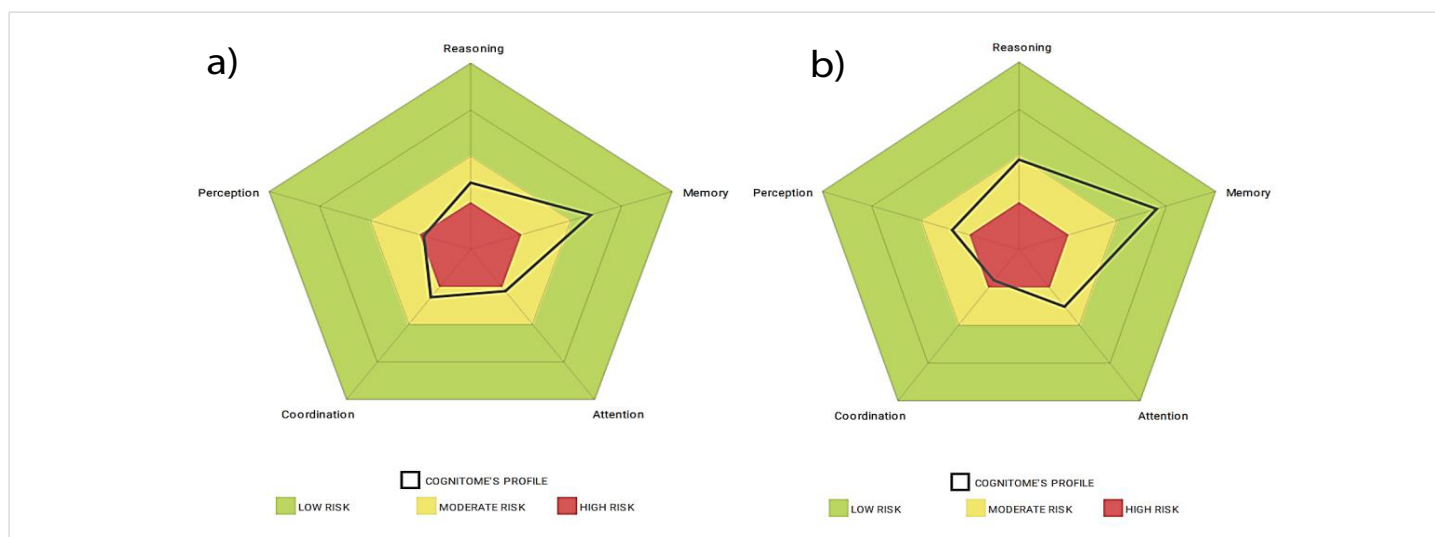 a)
Reasoning
Perception
Memory
Coordination
Attention
COGNITOME'S PROFILE
LOW RISK
MODERATE RISK
HIGH RISK
b)
Reasoning
Perception
Memory
Coordination
Attention
COGNITOME'S PROFILE
LOW RISK
MODERATE RISK
HIGH RISK